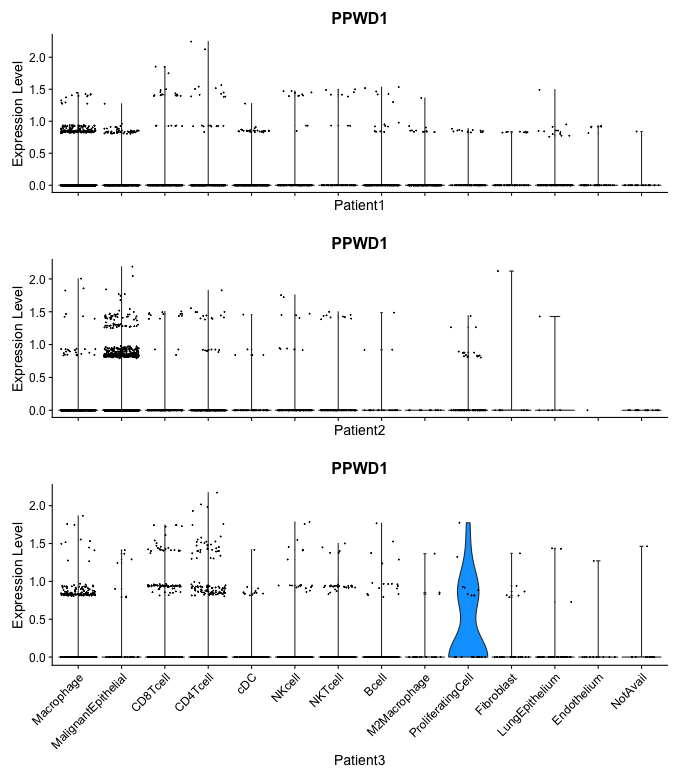 PPWD1
Expression Level
2.0
1.5
1.0
0.5
0.0
Patient1
PPWD1
Expression Level
2.0
1.5
1.0
0.5
0.0
Patient2
PPWD1
Expression Level
2.0
1.5
1.0
0.5
0.0
Macrophage
MalignantEpithelial
CD8Tcell
CD4Tcell
cDC
NKcell
NKTcell
Bcell
M2Macrophage
ProliferatingCell
Fibroblast
LungEpithelium
Endothelium
NotAvail
Patient3